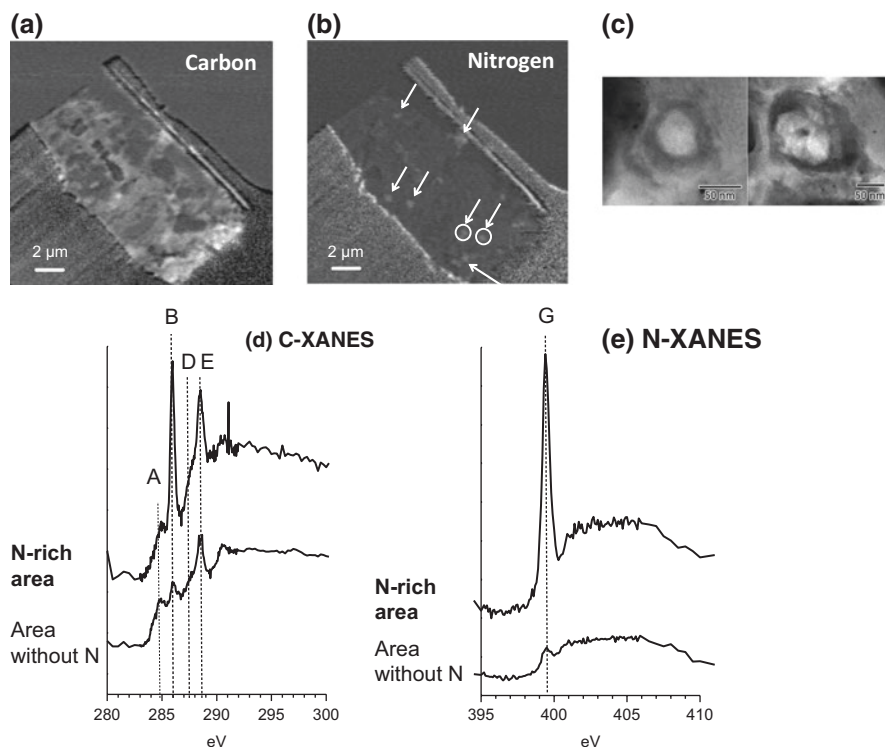 (a)
Carbon
2 μm
(b)
Nitrogen
2 μm
(c)
50 nm
50 nm
(d) C-XANES
A
B
D
E
N-rich
area
Area
without N
280 285 290 295 300
eV
(e) N-XANES
G
N-rich
area
Area
without N
395 400 405 410
eV